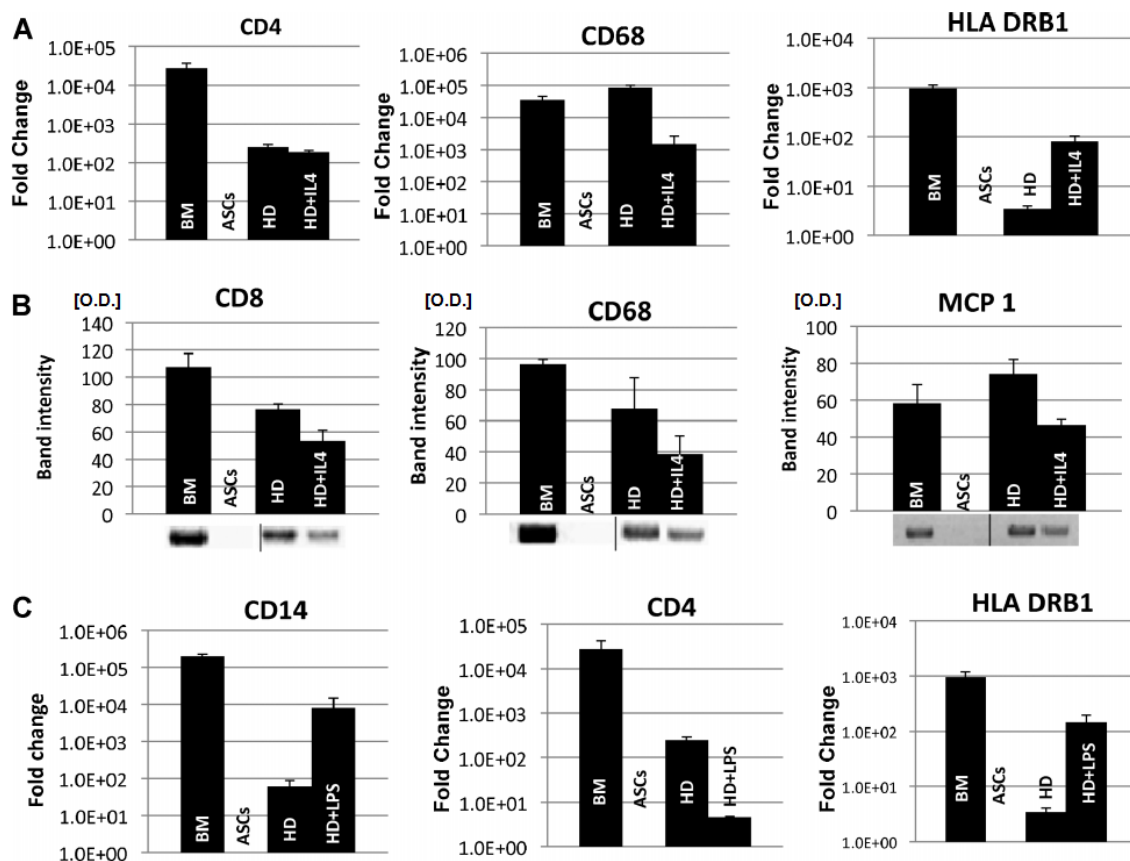 A
CD4
Fold Change
1.0E+05
1.0E+04
1.0E+03
1.0E+02
1.0E+01
1.0E+00
BM
ASCs
HD
HD+IL4
CD68
Fold Change
1.0E+06
1.0E+05
1.0E+04
1.0E+03
1.0E+02
1.0E+01
1.0E+00
BM
ASCs
HD
HD+IL4
HLA DRB1
Fold Change
1.0E+04
1.0E+03
1.0E+02
1.0E+01
1.0E+00
BM
ASCs
HD
HD+IL4
B
[O.D.]
CD8
Band intensity
140
120
100
80
60
40
20
0
BM
ASCs
HD
HD+IL4
[O.D.]
CD68
Band intensity
120
100
80
60
40
20
0
BM
ASCs
HD
HD+IL4
[O.D.]
MCP 1
Band intensity
100
80
60
40
20
0
BM
ASCs
HD
HD+IL4
C
CD14
Fold change
1.0E+06
1.0E+05
1.0E+04
1.0E+03
1.0E+02
1.0E+01
1.0E+00
BM
ASCs
HD
HD+LPS
CD4
Fold Change
1.0E+05
1.0E+04
1.0E+03
1.0E+02
1.0E+01
1.0E+00
BM
ASCs
HD
HD+LPS
HLA DRB1
Fold Change
1.0E+04
1.0E+03
1.0E+02
1.0E+01
1.0E+00
BM
ASCs
HD
HD+LPS